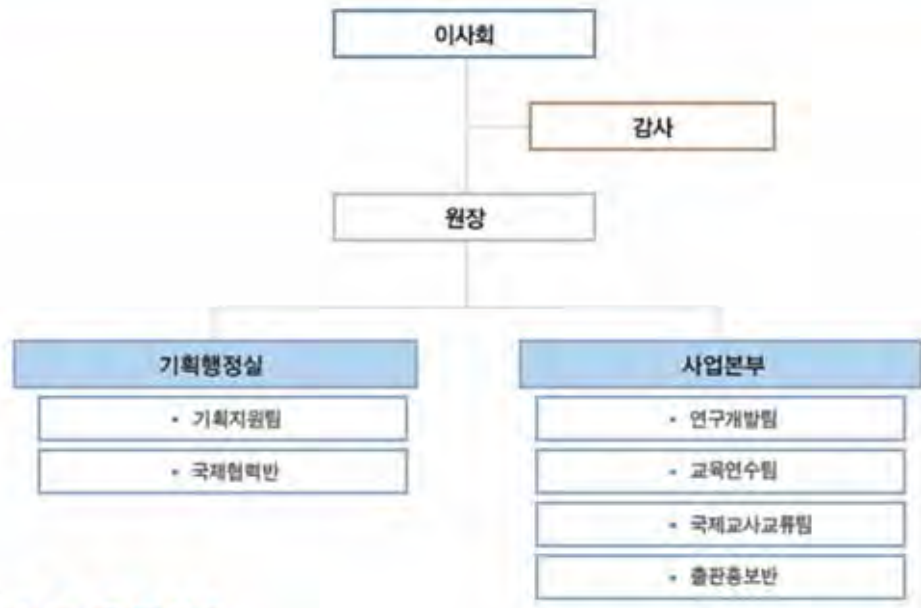 이사회
감사
원장
기획행정실
• 기획지원팀
• 국제협력반
사업본부
• 연구개발팀
• 교육연수팀
• 국제교사교류팀
• 출판홍보반